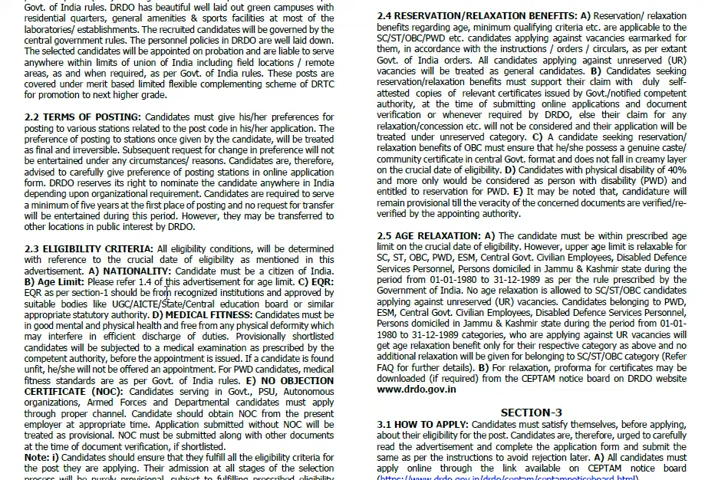 Govt. of India rules. DRDO has beautiful well laid out green campuses with
residential quarters, general amenities & sports facilities at most of the
laboratories/ establishments. The recruited candidates will be governed by the
central government rules. The personnel policies in DRDO are well laid down.
The selected candidates will be appointed on probation and are liable to serve
anywhere within limits of union of India including field locations / remote
areas, as and when required, as per Govt. of India rules. These posts are
covered under merit based limited flexible complementing scheme of DRTC
for promotion to next higher grade.
2.2 TERMS OF POSTING: Candidates must give his/her preferences for
posting to various stations related to the post code in his/her application. The
preference of posting to stations once given by the candidate, will be treated
as final and irreversible. Subsequent request for change in preference will not
be entertained under any circumstances/ reasons. Candidates are, therefore,
advised to carefully give preference of posting stations in online application
form. DRDO reserves its right to nominate the candidate anywhere in India
depending upon organizational requirement. Candidates are required to serve
a minimum of five years at the first place of posting and no request for transfer
will be entertained during this period. However, they may be transferred to
other locations in public interest by DRDO.
2.3 ELIGIBILITY CRITERIA: All eligibility conditions, will be determined
with reference to the crucial date of eligibility as mentioned in this
advertisement. A) NATIONALITY: Candidate must be a citizen of India.
B) Age Limit: Please refer 1.4 of this advertisement for age limit. C) EQR:
EQR as per section-1 should be from recognized institutions and approved by
suitable bodies like UGC/AICTE/State/Central education board or similar
appropriate statutory authority. D) MEDICAL FITNESS: Candidates must be
in good mental and physical health and free from any physical deformity which
may interfere in efficient discharge of duties. Provisionally shortlisted
candidates will be subjected to a medical examination as prescribed by the
competent authority, before the appointment is issued. If a candidate is found
unfit, he/she will not be offered an appointment. For PWD candidates, medical
fitness standards are as per Govt. of India rules. E) NO OBJECTION
CERTIFICATE (NOC): Candidates serving in Govt., PSU, Autonomous
organizations, Armed Forces and Departmental candidates must apply
through proper channel. Candidate should obtain NOC from the present
employer at appropriate time. Application submitted without NOC will be
treated as provisional. NOC must be submitted along with other documents
at the time of document verification, if shortlisted.
Note: i) Candidates should ensure that they fulfill all the eligibility criteria for
the post they are applying. Their admission at all stages of the selection
process will be purely provisional, subject to fulfilling prescribed eligibility
2.4 RESERVATION/RELAXATION BENEFITS: A) Reservation/ relaxation
benefits regarding age, minimum qualifying criteria etc. are applicable to the
SC/ST/OBC/PWD etc. candidates applying against vacancies earmarked for
them, in accordance with the instructions / orders / circulars, as per extant
Govt. of India orders. All candidates applying against unreserved (UR)
vacancies will be treated as general candidates. B) Candidates seeking
reservation/relaxation benefits must support their claim with duly self-
attested copies of relevant certificates issued by Govt./notified competent
authority, at the time of submitting online applications and document
verification or whenever required by DRDO, else their claim for any
relaxation/concession etc. will not be considered and their application will be
treated under unreserved category. C) A candidate seeking reservation/
relaxation benefits of OBC must ensure that he/she possess a genuine caste/
community certificate in central Govt. format and does not fall in creamy layer
on the crucial date of eligibility. D) Candidates with physical disability of 40%
and more only would be considered as person with disability (PWD) and
entitled to reservation for PWD. E) It may be noted that, candidature will
remain provisional till the veracity of the concerned documents are verified/re-
verified by the appointing authority.
2.5 AGE RELAXATION: A) The candidate must be within prescribed age
limit on the crucial date of eligibility. However, upper age limit is relaxable for
SC, ST, OBC, PWD, ESM, Central Govt. Civilian Employees, Disabled Defence
Services Personnel, Persons domiciled in Jammu & Kashmir state during the
period from 01-01-1980 to 31-12-1989 as per the rule prescribed by the
Government of India. No age relaxation is allowed to SC/ST/OBC candidates
applying against unreserved (UR) vacancies. Candidates belonging to PWD,
ESM, Central Govt. Civilian Employees, Disabled Defence Services Personnel,
Persons domiciled in Jammu & Kashmir state during the period from 01-01-
1980 to 31-12-1989 categories, who are applying against UR vacancies will
get age relaxation benefit only for their respective category as above and no
additional relaxation will be given for belonging to SC/ST/OBC category (Refer
FAQ for further details). B) For relaxation, proforma for certificates may be
downloaded (if required) from the CEPTAM notice board on DRDO website
www.drdo.gov.in
SECTION-3
3.1 HOW TO APPLY: Candidates must satisfy themselves, before applying,
about their eligibility for the post. Candidates are, therefore, urged to carefully
read the advertisement and complete the application form and submit the
same as per the instructions to avoid rejection later. A) All candidates must
apply online through the link available on CEPTAM notice board
(https://www.drdo.gov.in/drdo/ceptam/ceptamnoticeboard.html).